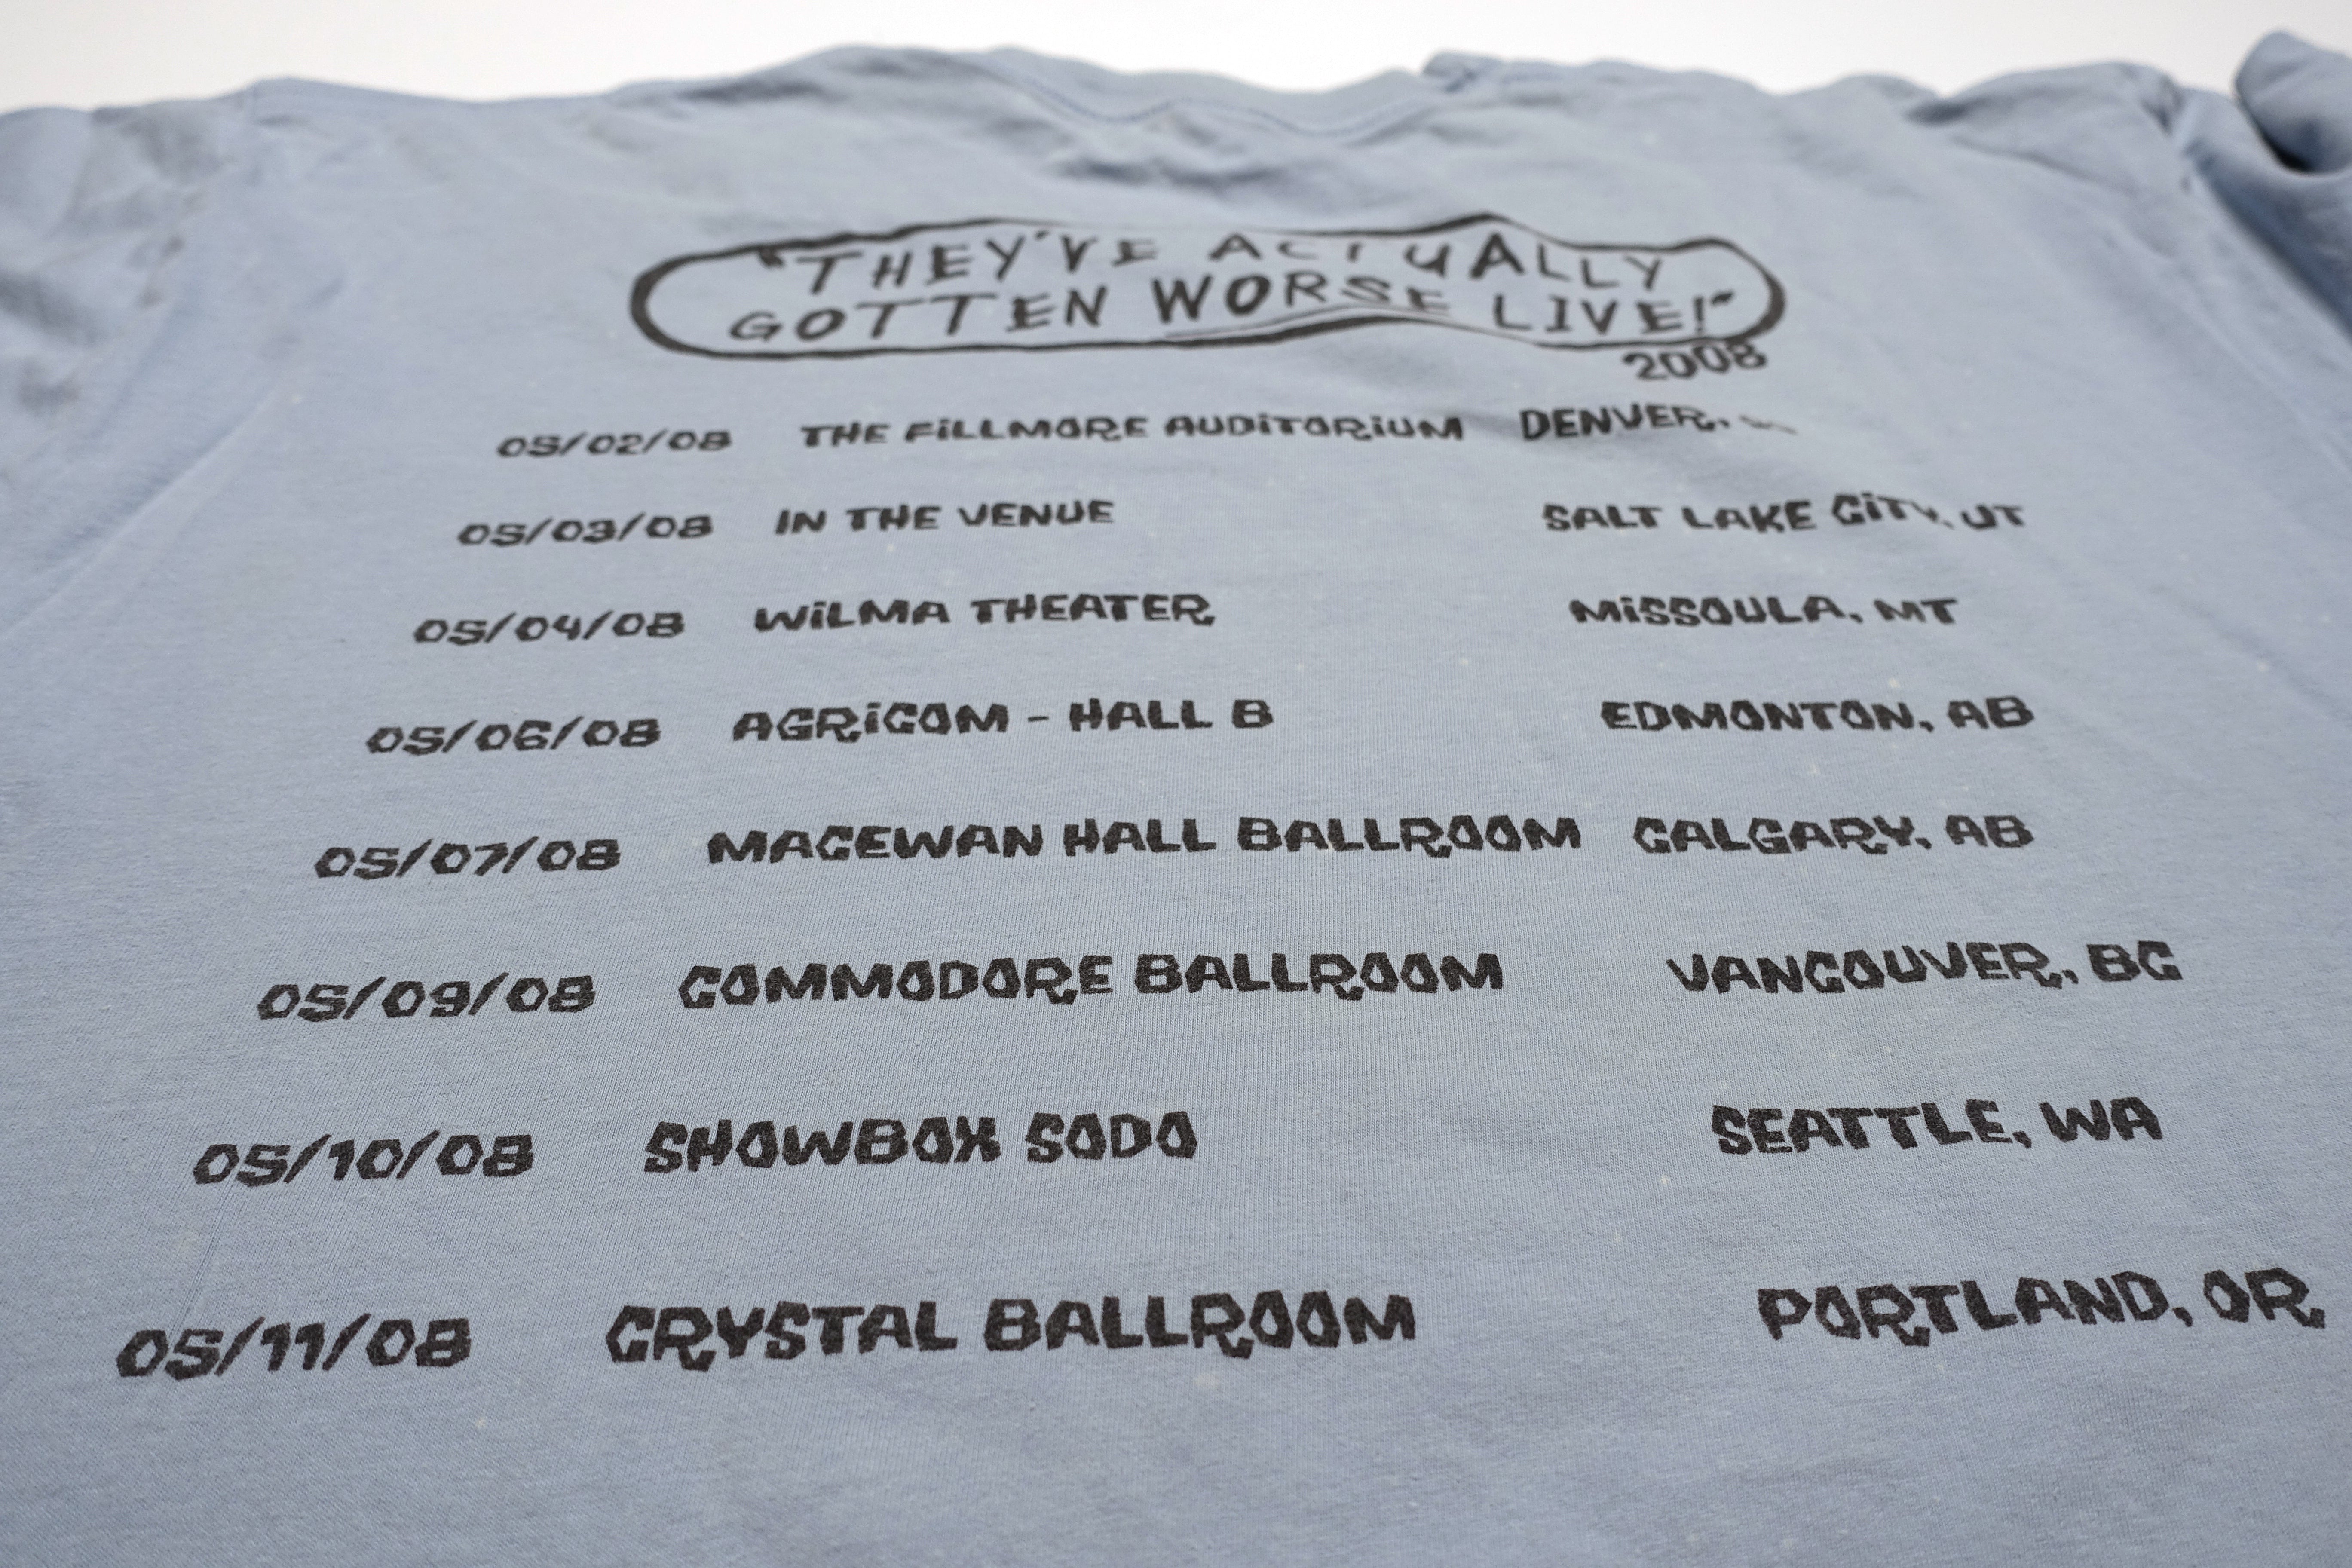 "THEY'VE ACTUALLY
GOTTEN WORSE LIVE!"
2008
05/02/08 THE FiLLMORE AUDiTORiUM DENVER,
05/03/08 IN THE VENUE SALT LAKE CiTY, UT
05/04/08 WiLMA THEATER MiSSOULA, MT
05/06/08 AGRiCOM - HALL B EDMONTON, AB
05/07/08 MACEWAN HALL BALLROOM CALGARY, AB
05/09/08 COMMODORE BALLROOM VANCOUVER, BC
05/10/08 SHOWBOX SODO SEATTLE, WA
05/11/08 CRYSTAL BALLROOM PORTLAND, OR